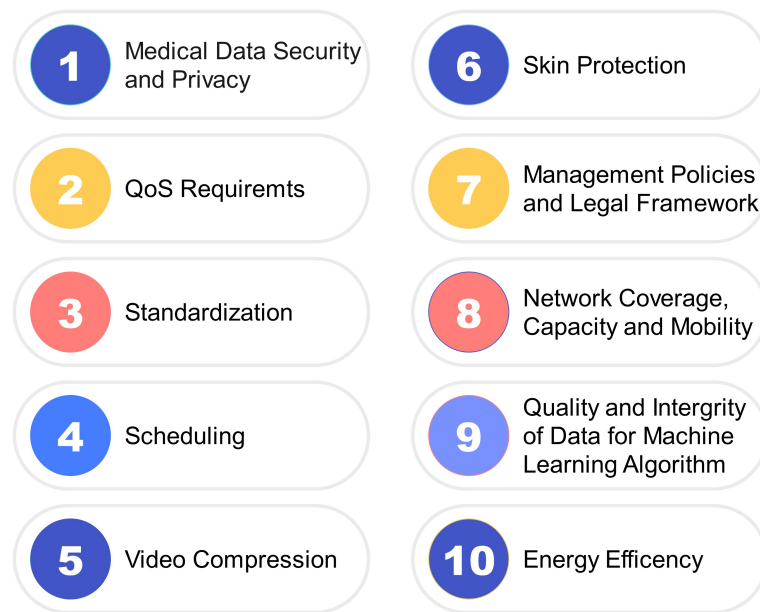 1
Medical Data Security
and Privacy
2
QoS Requiremts
3
Standardization
4
Scheduling
5
Video Compression
6
Skin Protection
7
Management Policies
and Legal Framework
8
Network Coverage,
Capacity and Mobility
9
Quality and Intergrity
of Data for Machine
Learning Algorithm
10
Energy Efficency